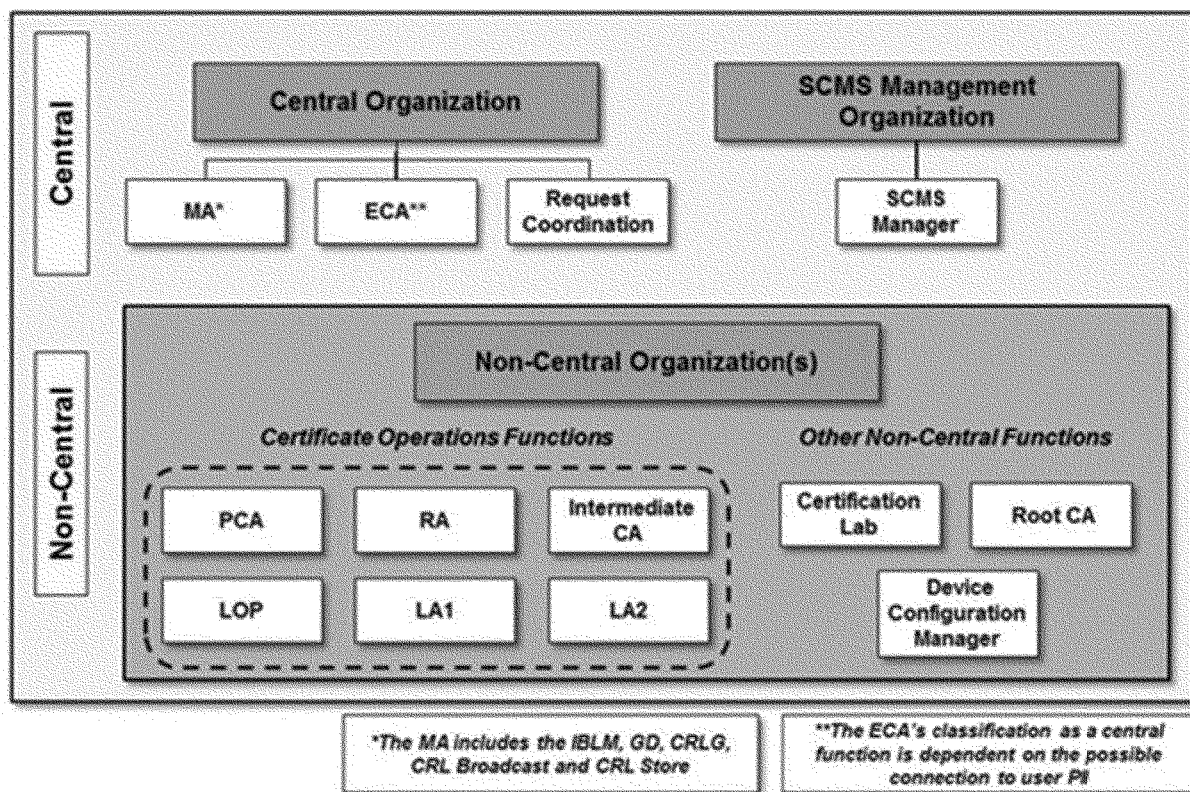 Central
Central Organization
SCMS Management
Organization
MA*
ECA**
Request
Coordination
SCMS
Manager
Non-Central
Non-Central Organization(s)
Certificate Operations Functions
Other Non-Central Functions
PCA
RA
Intermediate
CA
Certification
Lab
Root CA
LOP
LA1
LA2
Device
Configuration
Manager
*The MA includes the IBLM, GD, CRLG,
CRL Broadcast and CRL Store
**The ECA's classification as a central
function is dependent on the possible
connection to user PII